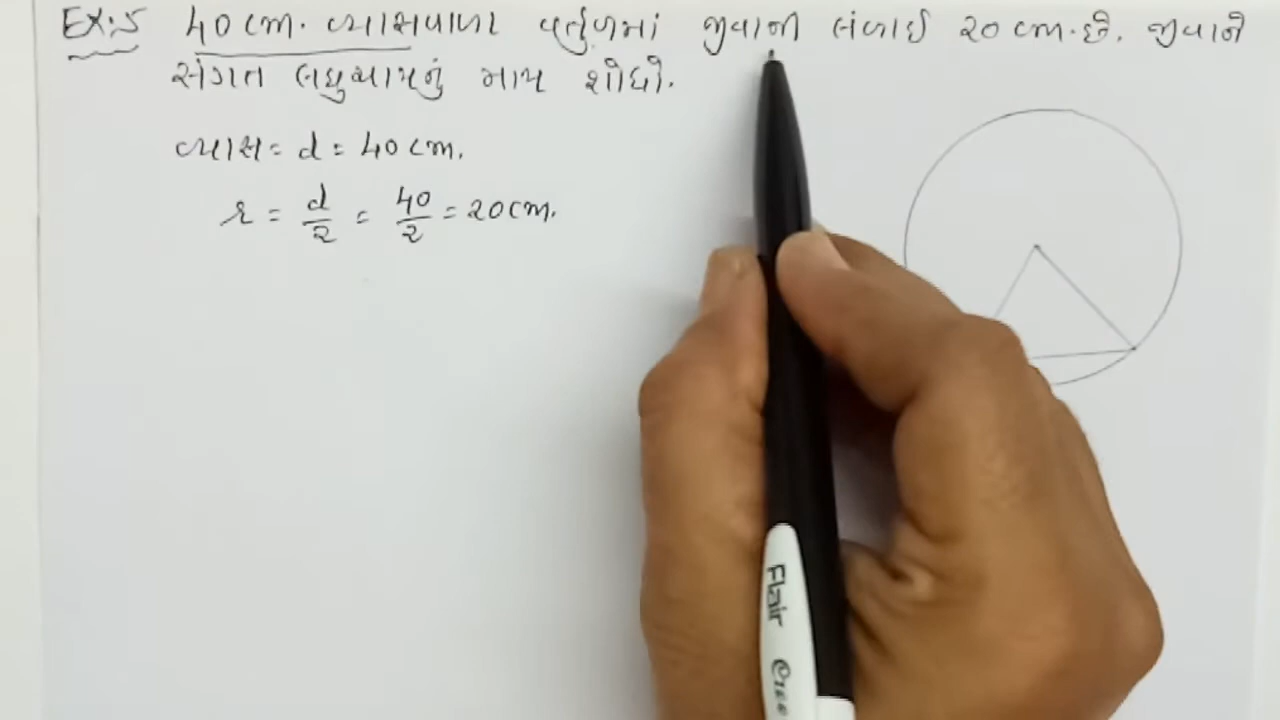 Ex:5 40 cm. વ્યાસવાળા વર્તુળમાં જીવાની લંબાઈ 20 cm. છે. જીવાને
સંગત લઘુચાપનું માપ શોધો.
વ્યાસ = d = 40 cm.
r = d/2 = 40/2 = 20 cm.
Flair